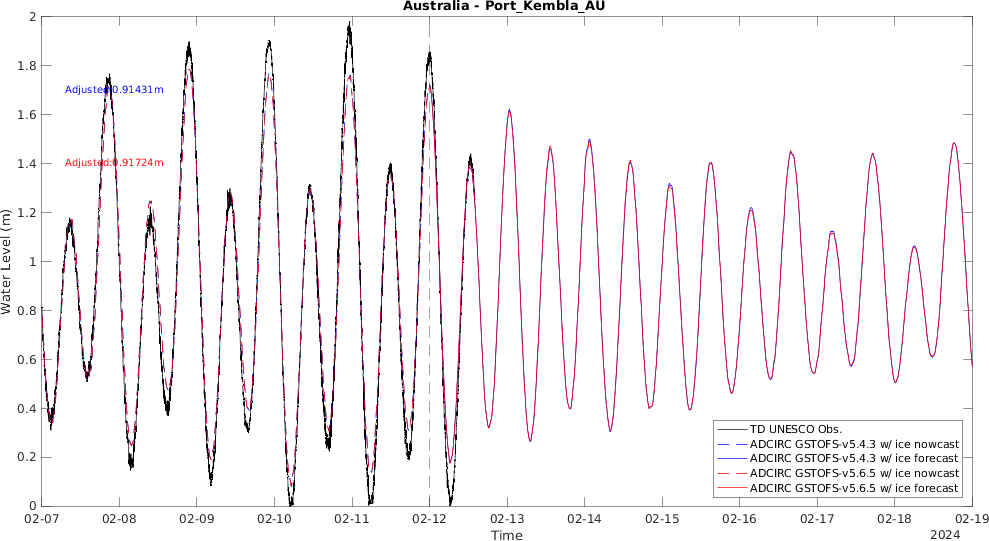 Australia - Port_Kembla_AU
2
1.8
1.6
1.4
1.2
1
0.8
0.6
0.4
0.2
0
Water Level (m)
Adjusted:0.91431m
Adjusted:0.91724m
TD UNESCO Obs.
ADCIRC GSTOFS-v5.4.3 w/ ice nowcast
ADCIRC GSTOFS-v5.4.3 w/ ice forecast
ADCIRC GSTOFS-v5.6.5 w/ ice nowcast
ADCIRC GSTOFS-v5.6.5 w/ ice forecast
02-07 02-08 02-09 02-10 02-11 02-12 02-13 02-14 02-15 02-16 02-17 02-18 02-19
Time
2024